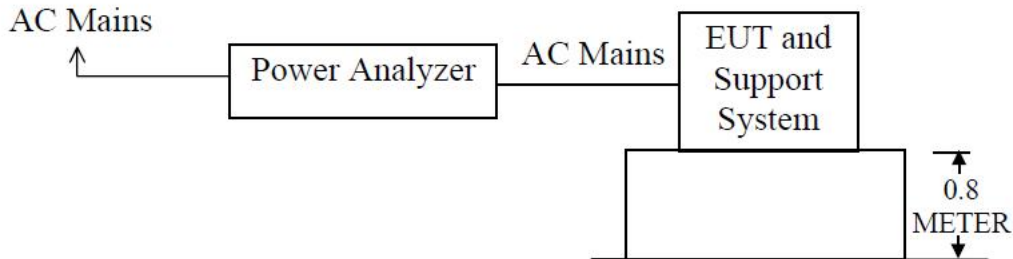 AC Mains
Power Analyzer
AC Mains
EUT and
Support
System
0.8
METER